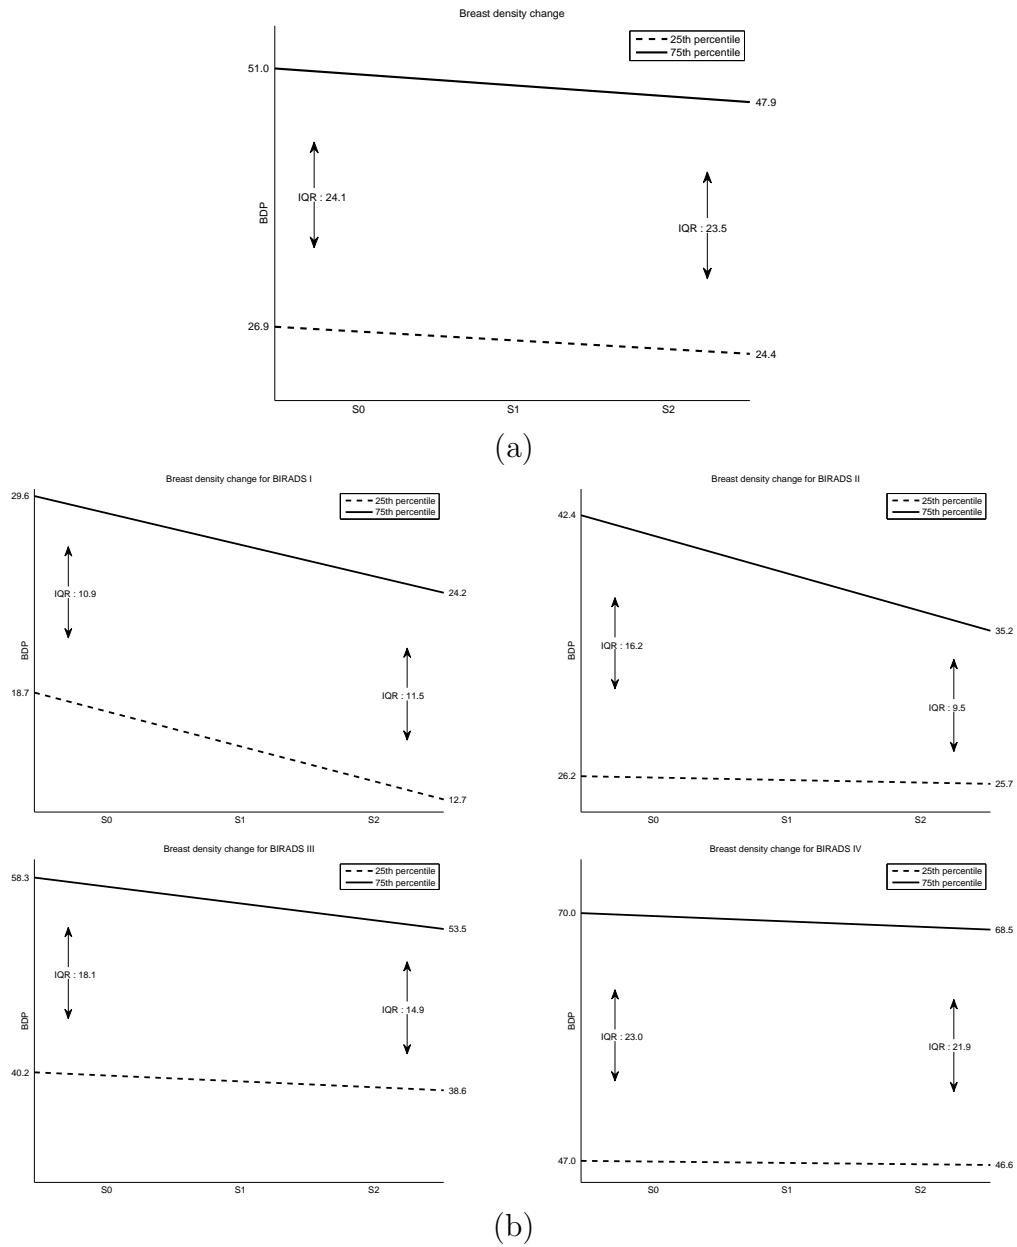 Breast density change
25th percentile
75th percentile
51.0
47.9
IQR : 24.1
IQR : 23.5
BDP
26.9
24.4
S0 S1 S2
(a)
Breast density change for BIRADS I
25th percentile
75th percentile
29.6
24.2
IQR : 10.9
BDP
18.7
IQR : 11.5
12.7
S0 S1 S2
Breast density change for BIRADS II
25th percentile
75th percentile
42.4
35.2
IQR : 16.2
BDP
IQR : 9.5
26.2
25.7
S0 S1 S2
Breast density change for BIRADS III
25th percentile
75th percentile
58.3
53.5
IQR : 18.1
IQR : 14.9
BDP
40.2
38.6
S0 S1 S2
Breast density change for BIRADS IV
25th percentile
75th percentile
70.0
68.5
IQR : 23.0
IQR : 21.9
BDP
47.0
46.6
S0 S1 S2
(b)